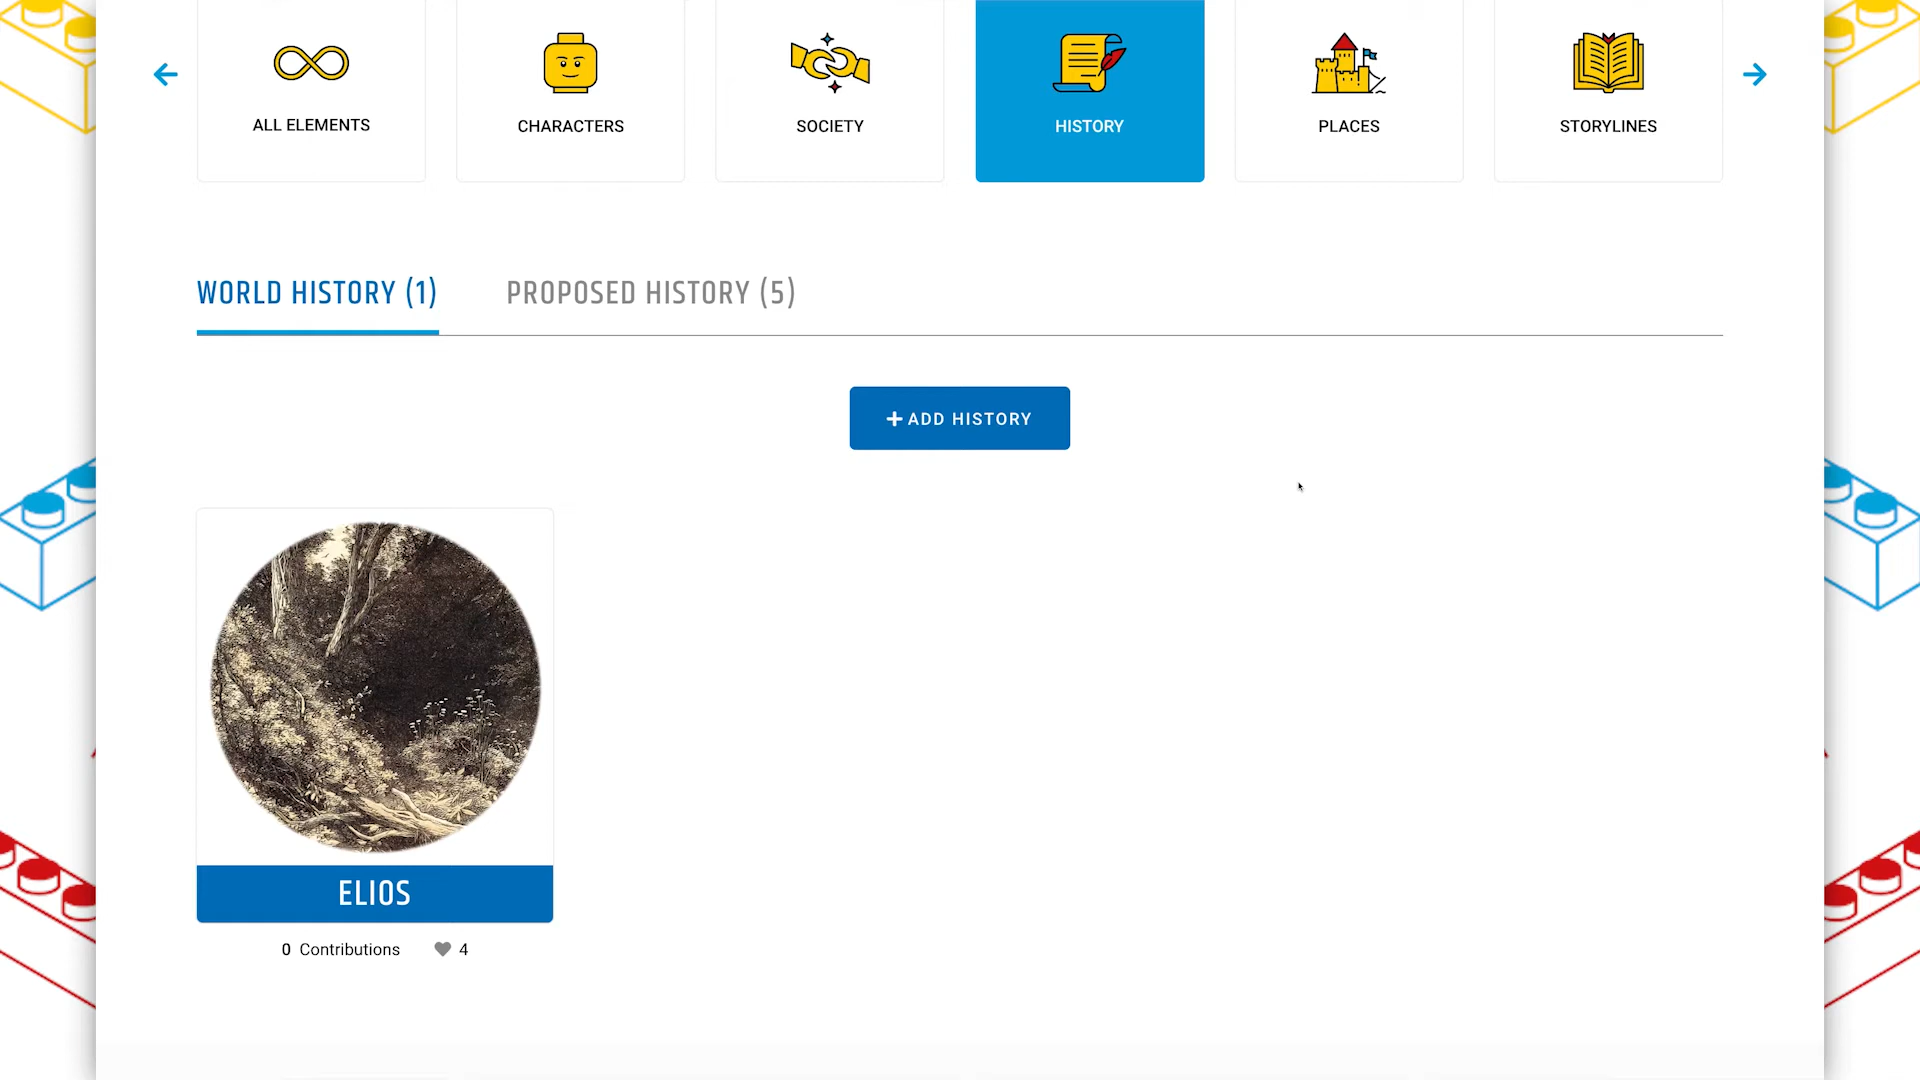 ALL ELEMENTS
CHARACTERS
SOCIETY
HISTORY
PLACES
STORYLINES
WORLD HISTORY (1)
PROPOSED HISTORY (5)
+ ADD HISTORY
ELIOS
0 Contributions
4